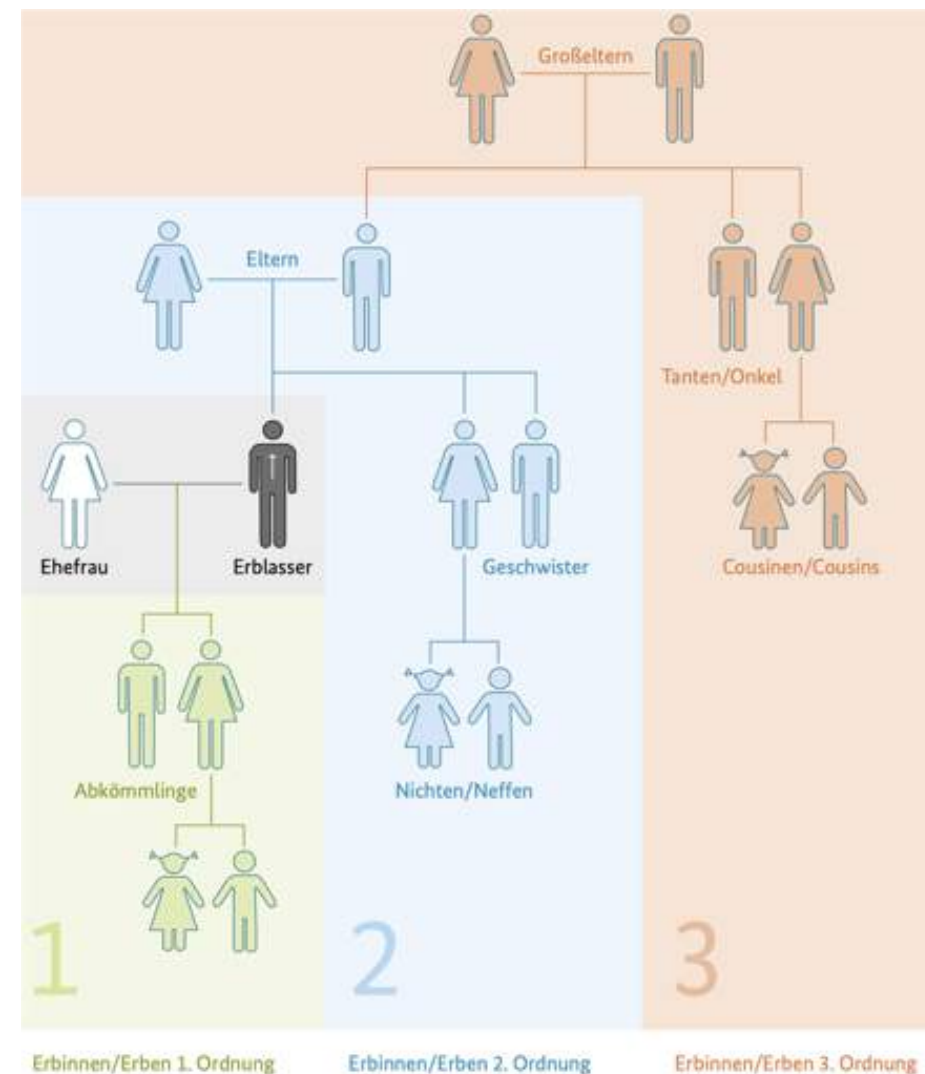 Großeltern
Eltern
Tanten/Onkel
Ehefrau
Erblasser
Geschwister
Cousinen/Cousins
Abkömmlinge
Nichten/Neffen
1
2
3
Erbinnen/Erben 1. Ordnung
Erbinnen/Erben 2. Ordnung
Erbinnen/Erben 3. Ordnung